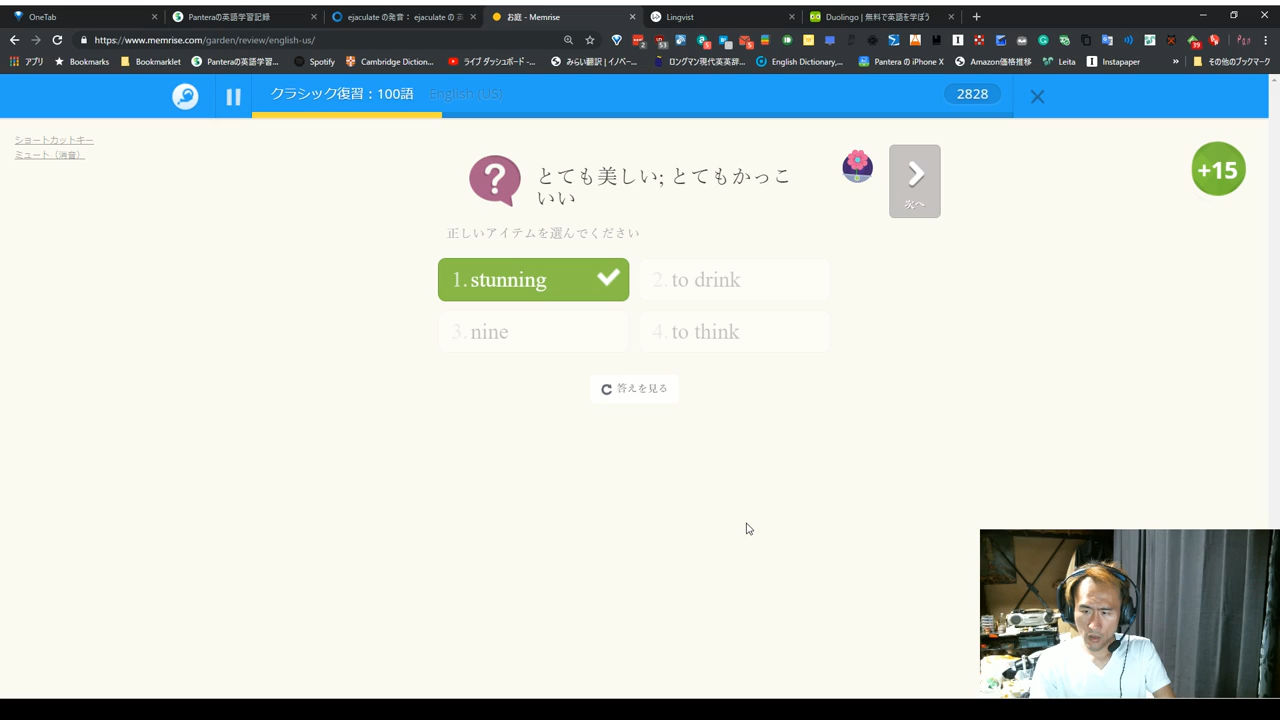 OneTab
Panteraの英語学習記録
ejaculate の発音： ejaculate の 英
お庭 - Memrise
Lingvist
Duolingo | 無料で英語を学ぼう
https://www.memrise.com/garden/review/english-us/
アプリ
Bookmarks
Bookmarklet
Panteraの英語学習...
Spotify
Cambridge Diction...
ライブ ダッシュボード -...
みらい翻訳 | イノベー...
ロングマン現代英英辞...
English Dictionary,...
Pantera の iPhone X
Amazon価格推移
Leita
Instapaper
»
その他のブックマーク
クラシック復習：100語
English (US)
2828
ショートカットキー
ミュート（消音）
とても美しい; とてもかっこ
いい
次へ
+15
正しいアイテムを選んでください
1. stunning
2. to drink
3. nine
4. to think
答えを見る